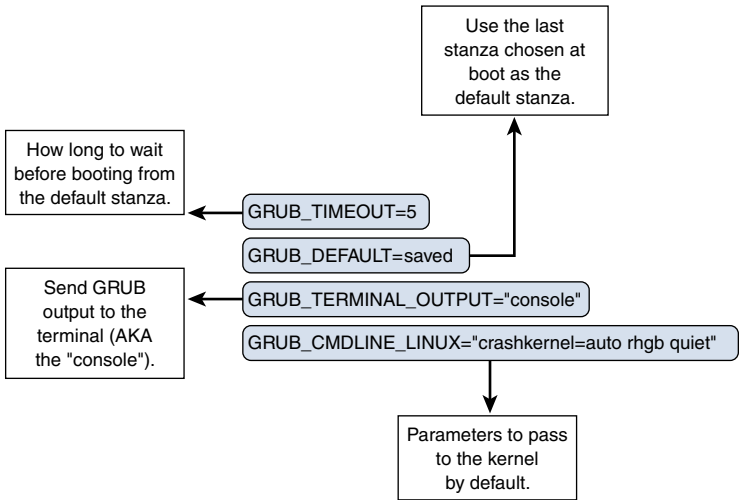 Use the last
stanza chosen at
boot as the
default stanza.
How long to wait
before booting from
the default stanza.
GRUB_TIMEOUT=5
GRUB_DEFAULT=saved
Send GRUB
output to the
terminal (AKA
the "console").
GRUB_TERMINAL_OUTPUT="console"
GRUB_CMDLINE_LINUX="crashkernel=auto rhgb quiet"
Parameters to pass
to the kernel
by default.